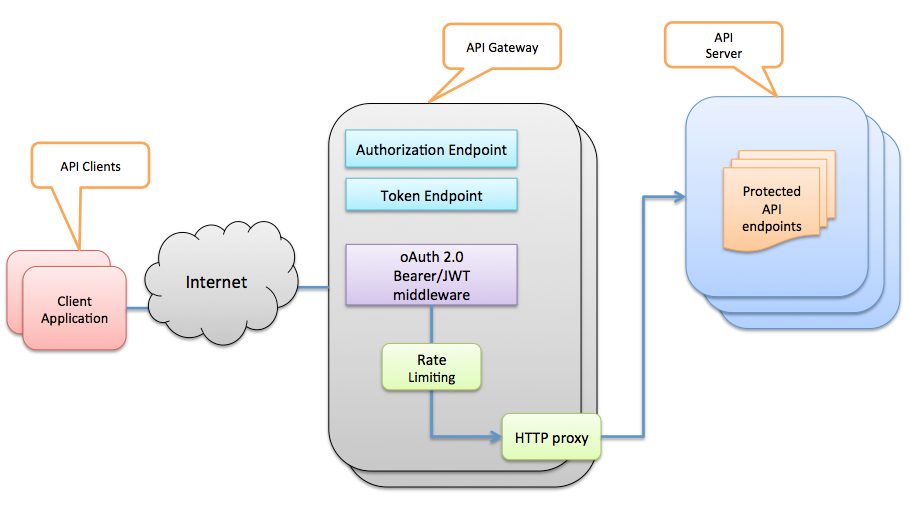 API Clients
Client
Application
Internet
API Gateway
Authorization Endpoint
Token Endpoint
oAuth 2.0
Bearer/JWT
middleware
Rate
Limiting
HTTP proxy
API
Server
Protected
API
endpoints